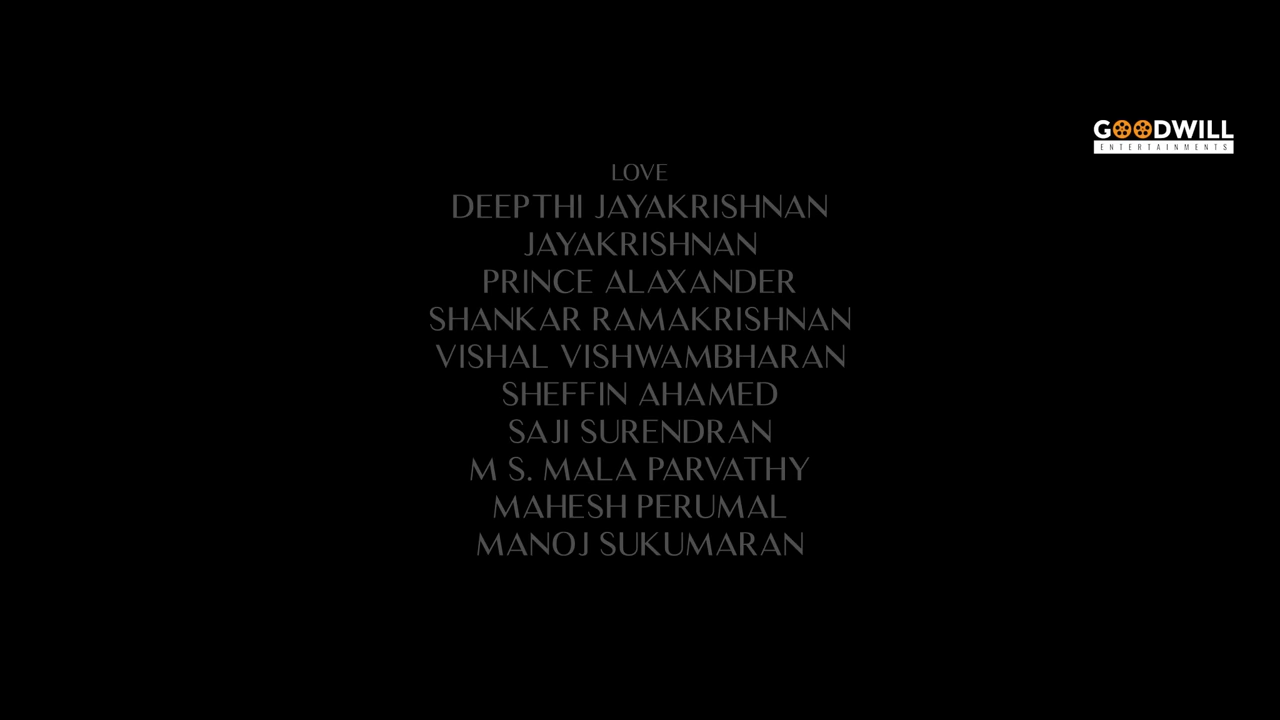 GOODWILL
ENTERTAINMENTS
LOVE
DEEPTHI JAYAKRISHNAN
JAYAKRISHNAN
PRINCE ALAXANDER
SHANKAR RAMAKRISHNAN
VISHAL VISHWAMBHARAN
SHEFFIN AHAMED
SAJI SURENDRAN
M S. MALA PARVATHY
MAHESH PERUMAL
MANOJ SUKUMARAN